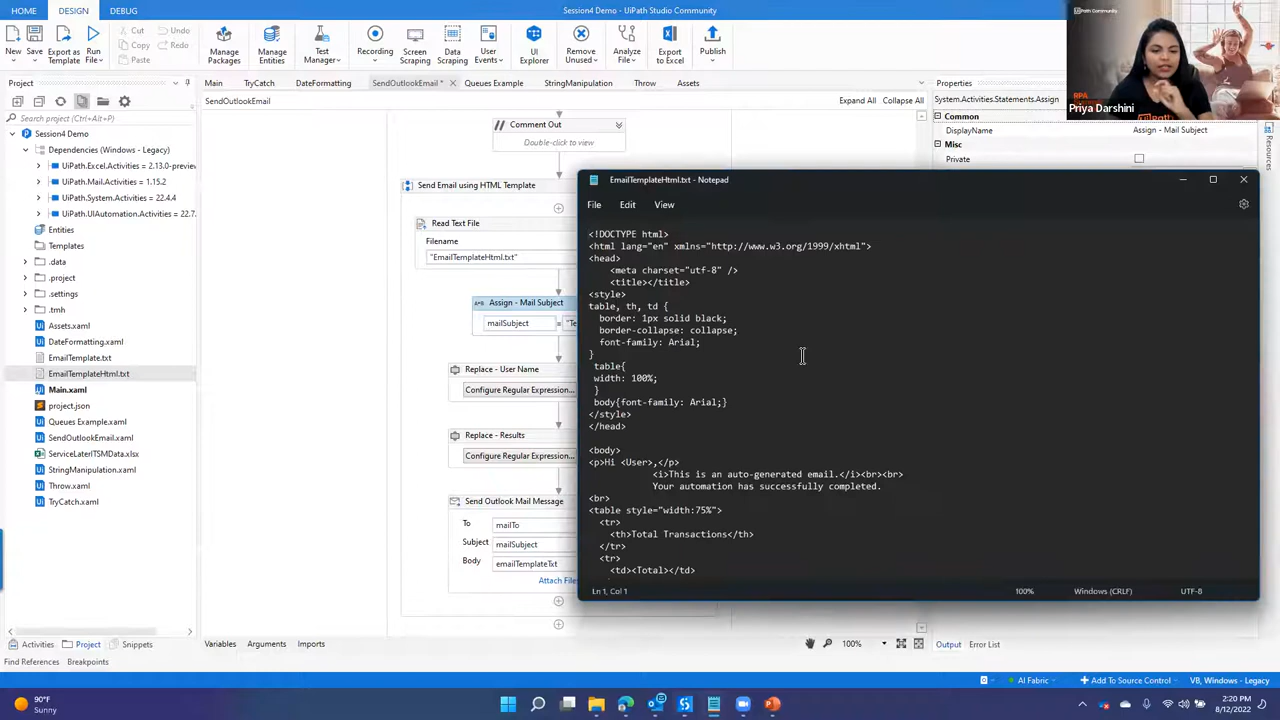 HOME
DESIGN
DEBUG
Session4 Demo - UiPath Studio Community
UiPath Community
New
Save
Export as Template
Run File
Cut
Copy
Paste
Undo
Redo
Manage Packages
Manage Entities
Test Manager
Recording
Screen Scraping
Data Scraping
User Events
UI Explorer
Remove Unused
Analyze File
Export to Excel
Publish
Priya Darshini
Project
Main
TryCatch
DateFormatting
SendOutlookEmail *
Queues Example
StringManipulation
Throw
Assets
Properties
SendOutlookEmail
Expand All
Collapse All
System.Activities.Statements.Assign
Common
DisplayName
Assign - Mail Subject
Misc
Private
Resources
Search project (Ctrl+Alt+P)
Session4 Demo
Dependencies (Windows - Legacy)
UiPath.Excel.Activities = 2.13.0-preview
UiPath.Mail.Activities = 1.15.2
UiPath.System.Activities = 22.4.4
UiPath.UIAutomation.Activities = 22.7.
Entities
Templates
.data
.project
.settings
.tmh
Assets.xaml
DateFormatting.xaml
EmailTemplate.txt
EmailTemplateHtml.txt
Main.xaml
project.json
Queues Example.xaml
SendOutlookEmail.xaml
ServiceLaterITSMData.xlsx
StringManipulation.xaml
Throw.xaml
TryCatch.xaml
// Comment Out
Double-click to view
Send Email using HTML Template
Read Text File
Filename
"EmailTemplateHtml.txt"
A*B Assign - Mail Subject
mailSubject = "Te
Replace - User Name
Configure Regular Expression...
Replace - Results
Configure Regular Expression...
Send Outlook Mail Message
To mailTo
Subject mailSubject
Body emailTemplateTxt
Attach File
EmailTemplateHtml.txt - Notepad
File Edit View
<!DOCTYPE html>
<html lang="en" xmlns="http://www.w3.org/1999/xhtml">
<head>
<meta charset="utf-8" />
<title></title>
<style>
table, th, td {
border: 1px solid black;
border-collapse: collapse;
font-family: Arial;
}
table{
width: 100%;
}
body{font-family: Arial;}
</style>
</head>
<body>
<p>Hi <User>,</p>
<i>This is an auto-generated email.</i><br><br>
Your automation has successfully completed.
<br>
<table style="width:75%">
<tr>
<th>Total Transactions</th>
</tr>
<tr>
<td><Total></td>
Ln 1, Col 1
100%
Windows (CRLF)
UTF-8
Activities
Project
Snippets
Variables
Arguments
Imports
100%
Output
Error List
Find References
Breakpoints
AI Fabric
Add To Source Control
VB, Windows - Legacy
90°F
Sunny
2:20 PM
8/12/2022